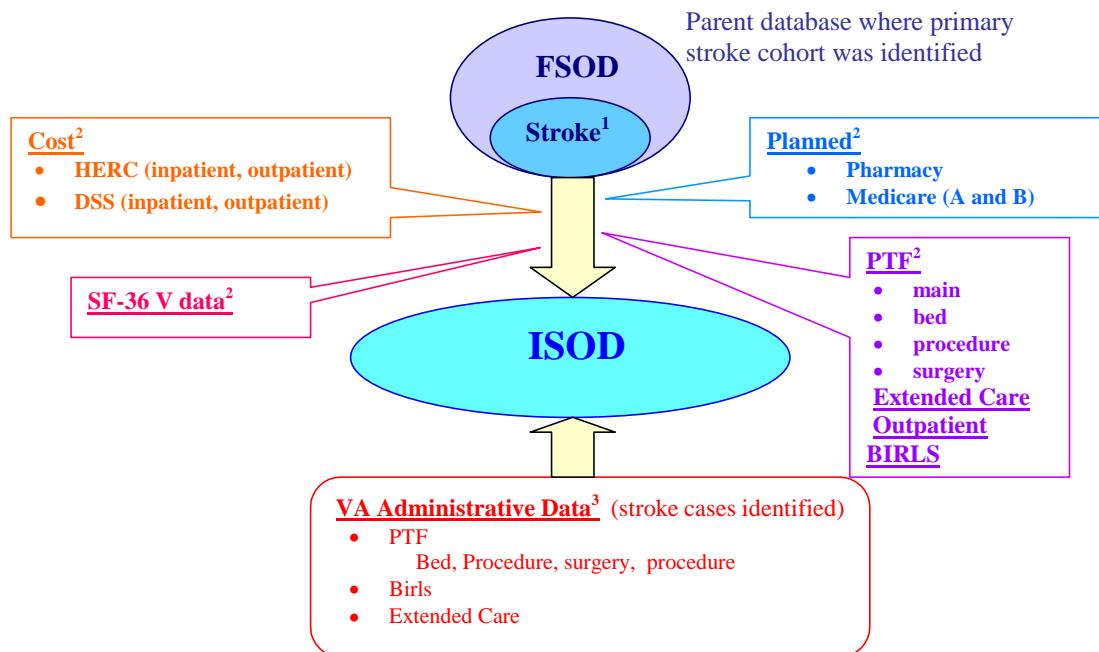 Parent database where primary
stroke cohort was identified
FSOD
Stroke¹
Cost²
• HERC (inpatient, outpatient)
• DSS (inpatient, outpatient)
Planned²
• Pharmacy
• Medicare (A and B)
SF-36 V data²
PTF²
• main
• bed
• procedure
• surgery
Extended Care
Outpatient
BIRLS
ISOD
VA Administrative Data³ (stroke cases identified)
• PTF
Bed, Procedure, surgery, procedure
• Birls
• Extended Care